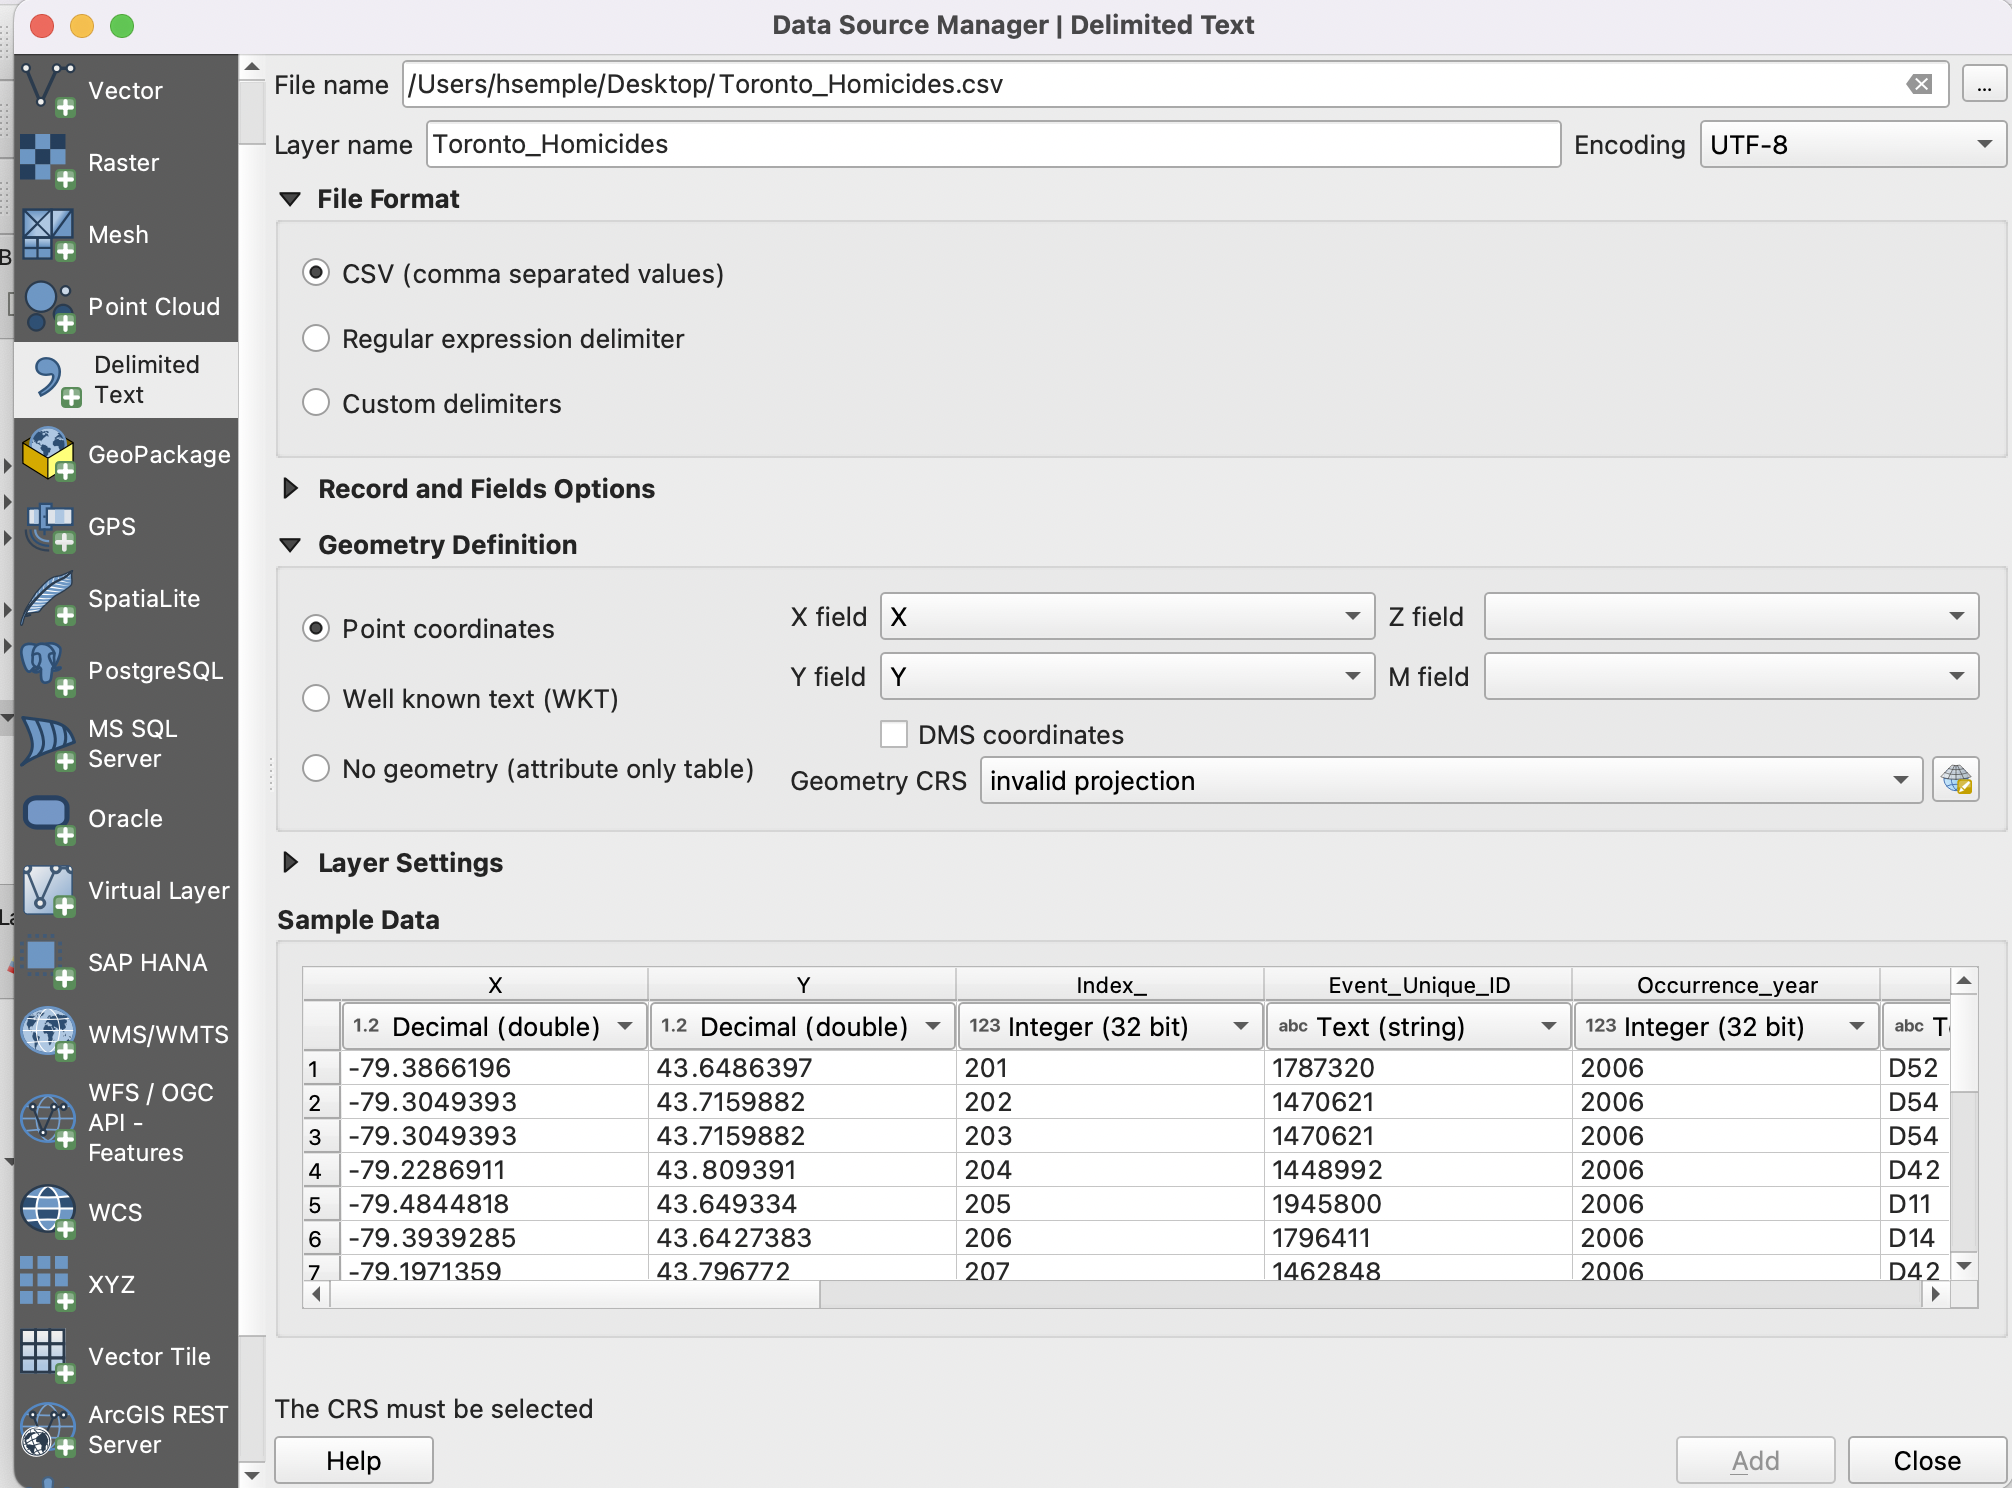 Data Source Manager | Delimited Text
Vector
Raster
Mesh
Point Cloud
Delimited
Text
GeoPackage
GPS
SpatiaLite
PostgreSQL
MS SQL
Server
Oracle
Virtual Layer
SAP HANA
WMS/WMTS
WFS / OGC
API -
Features
WCS
XYZ
Vector Tile
ArcGIS REST
Server
File name /Users/hsemple/Desktop/Toronto_Homicides.csv ...
Layer name Toronto_Homicides Encoding UTF-8
File Format
CSV (comma separated values)
Regular expression delimiter
Custom delimiters
Record and Fields Options
Geometry Definition
Point coordinates
Well known text (WKT)
No geometry (attribute only table)
X field X Z field
Y field Y M field
DMS coordinates
Geometry CRS invalid projection
Layer Settings
Sample Data
X Y Index_ Event_Unique_ID Occurrence_year
1.2 Decimal (double) 1.2 Decimal (double) 123 Integer (32 bit) abc Text (string) 123 Integer (32 bit) abc
1 -79.3866196 43.6486397 201 1787320 2006 D52
2 -79.3049393 43.7159882 202 1470621 2006 D54
3 -79.3049393 43.7159882 203 1470621 2006 D54
4 -79.2286911 43.809391 204 1448992 2006 D42
5 -79.4844818 43.649334 205 1945800 2006 D11
6 -79.3939285 43.6427383 206 1796411 2006 D14
7 -79.1971359 43.796772 207 1462848 2006 D42
The CRS must be selected
Help Add Close